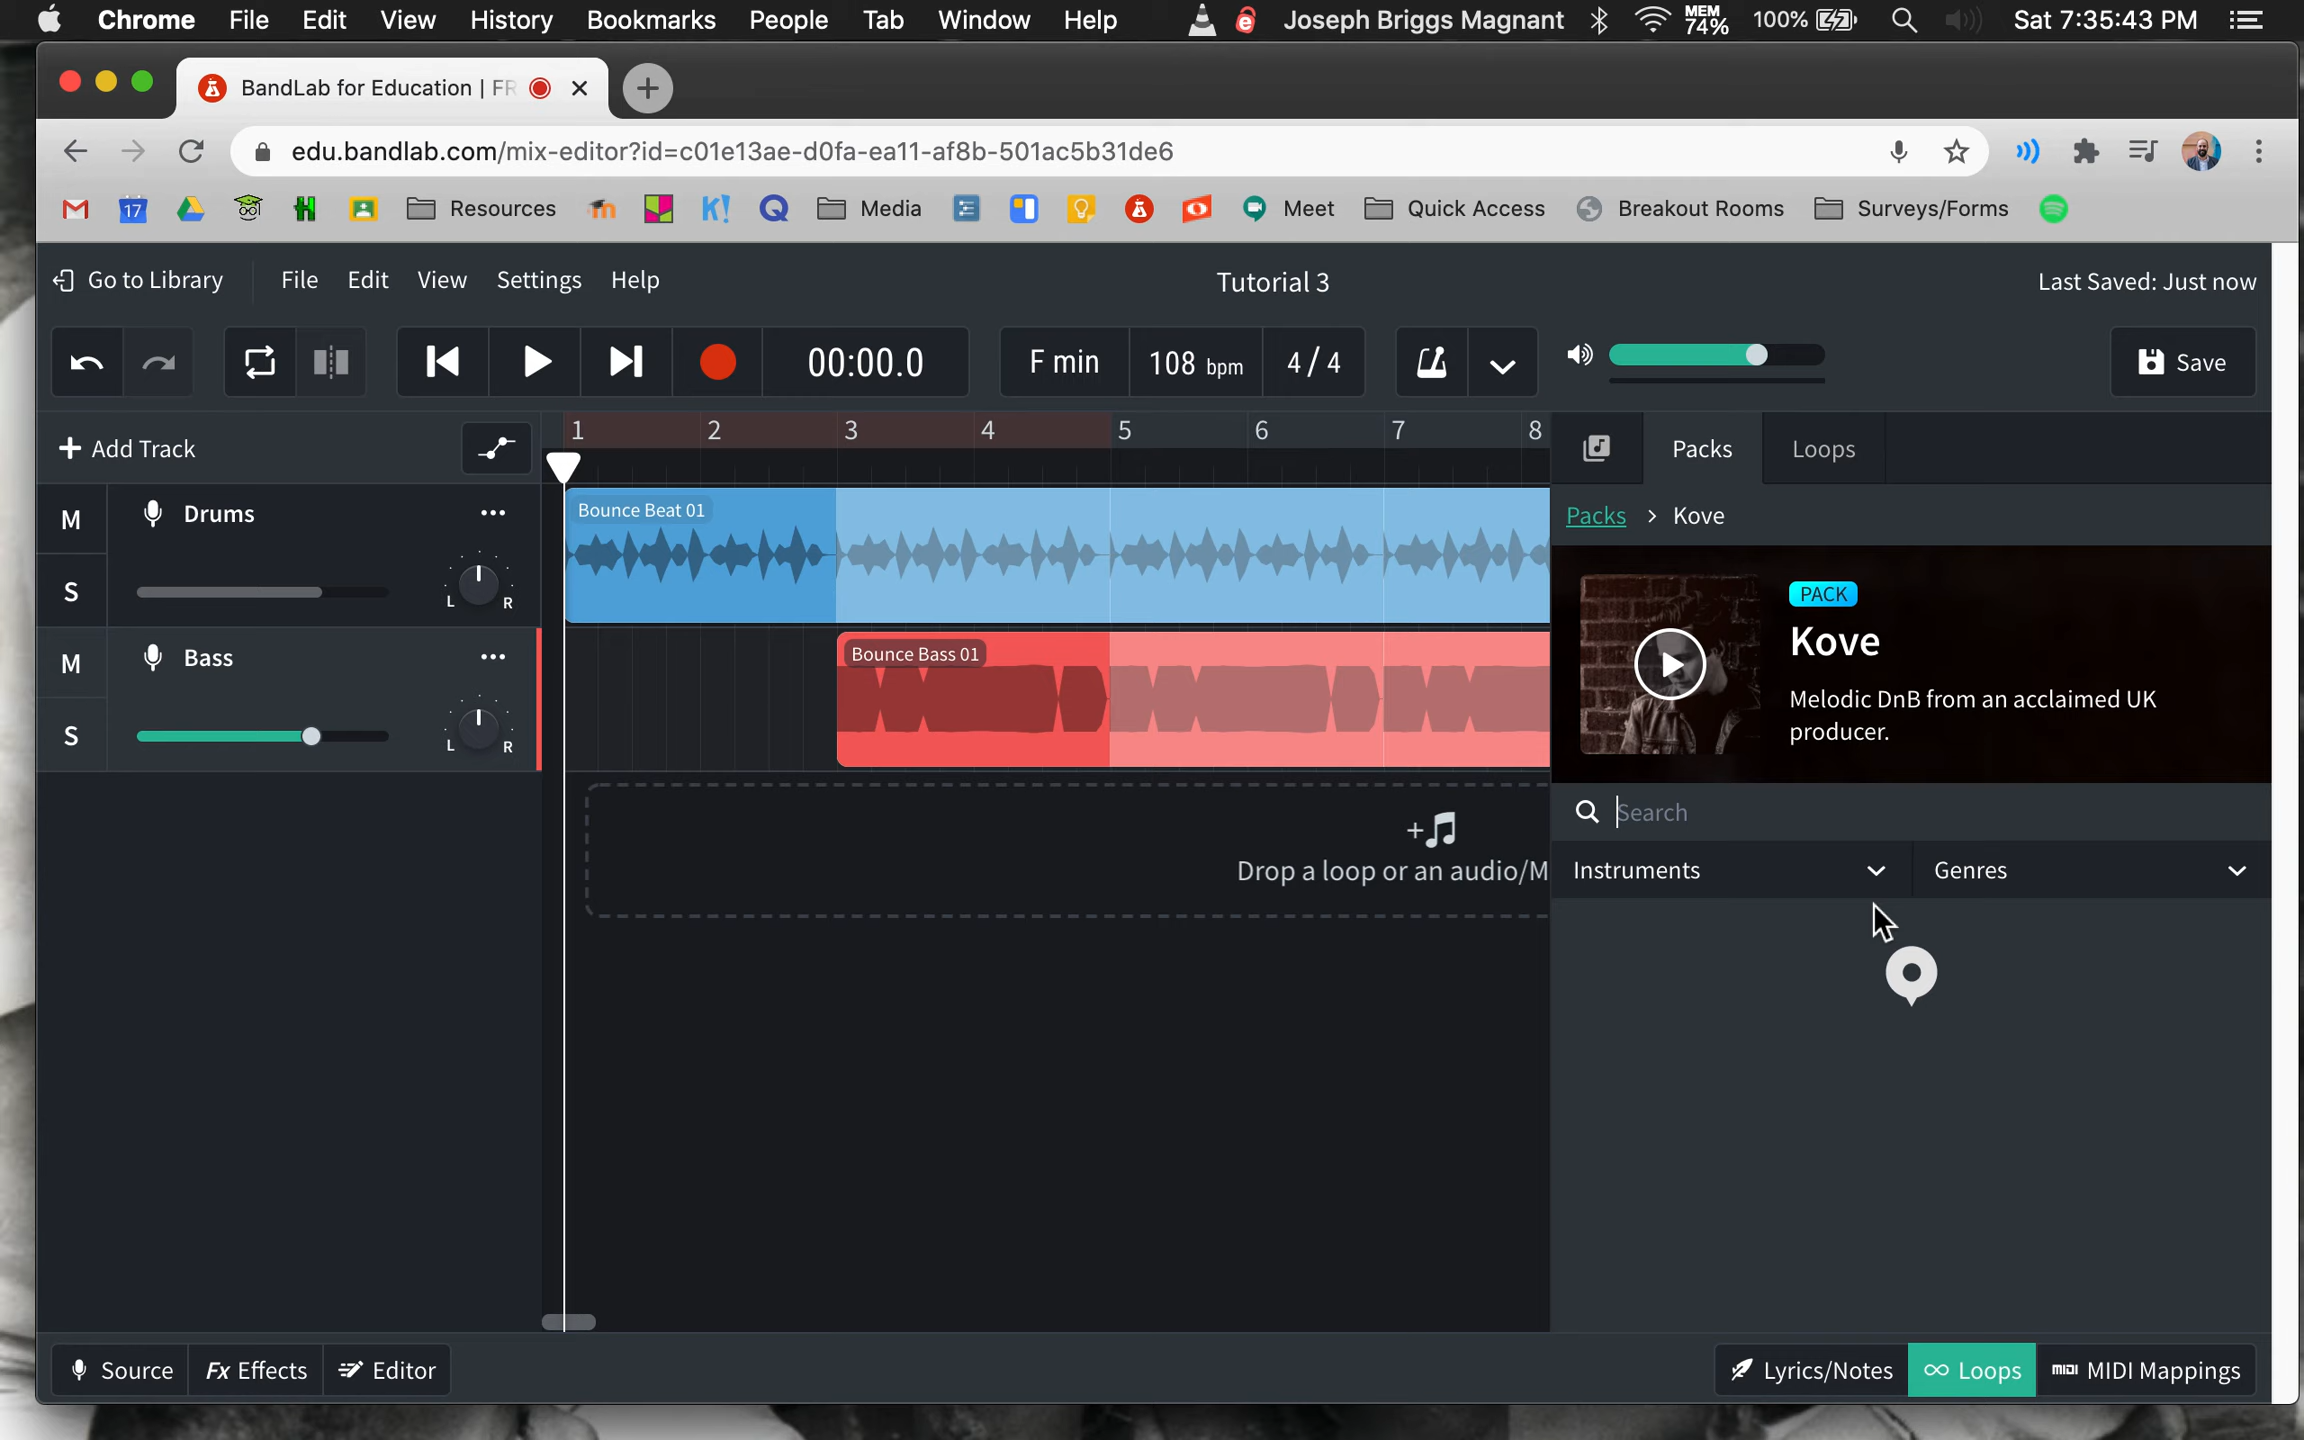 Chrome File Edit View History Bookmarks People Tab Window Help Joseph Briggs Magnant MEM 74% 100% Sat 7:35:43 PM
BandLab for Education | FR
edu.bandlab.com/mix-editor?id=c01e13ae-d0fa-ea11-af8b-501ac5b31de6
17 Resources K! Media Meet Quick Access Breakout Rooms Surveys/Forms
Go to Library File Edit View Settings Help Tutorial 3 Last Saved: Just now
00:00.0 F min 108 bpm 4/4 Save
+ Add Track 1 2 3 4 5 6 7 8 Packs Loops
M Drums ...
Bounce Beat 01
Packs > Kove
S L R
PACK
Kove
Melodic DnB from an acclaimed UK
producer.
M Bass ...
Bounce Bass 01
S L R
Search
Drop a loop or an audio/M
Instruments Genres
Source Fx Effects Editor Lyrics/Notes Loops MIDI MIDI Mappings